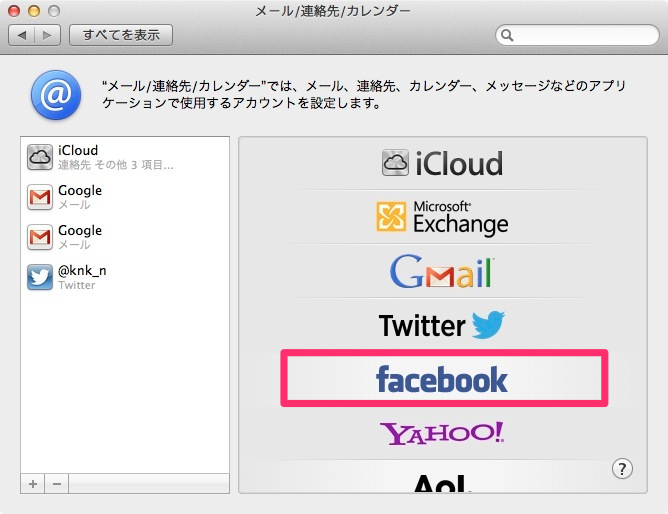 メール/連絡先/カレンダー
すべてを表示
“メール/連絡先/カレンダー”では、メール、連絡先、カレンダー、メッセージなどのアプリ
ケーションで使用するアカウントを設定します。
iCloud
連絡先 その他 3 項目...
Google
メール
Google
メール
@knk_n
Twitter
iCloud
Microsoft
Exchange
Gmail
Twitter
facebook
YAHOO!
Aol.
?